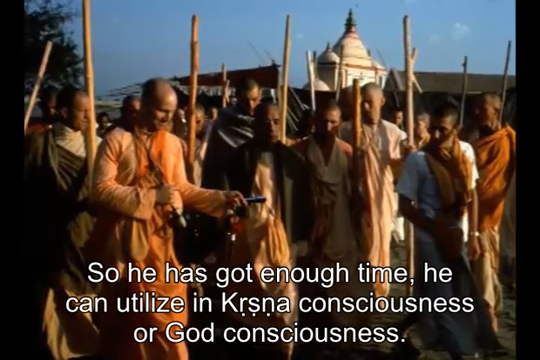 So he has got enough time, he
can utilize in Kṛṣṇa consciousness
or God consciousness.